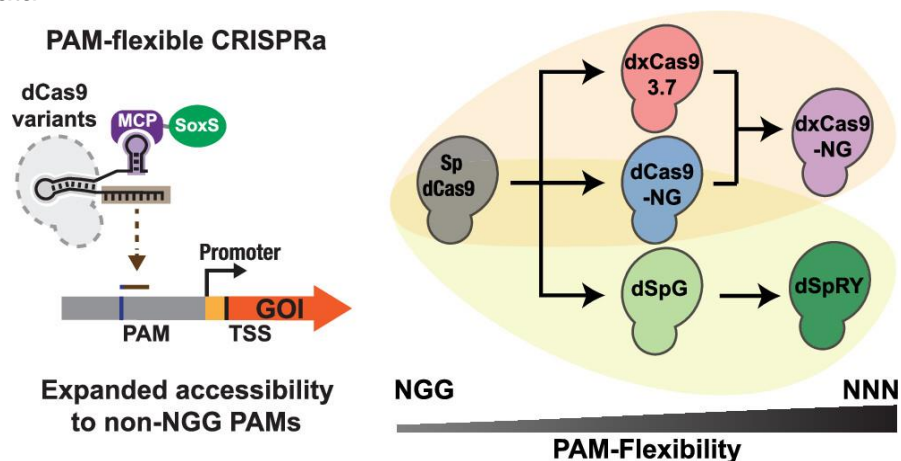 PAM-flexible CRISPRa
dCas9
variants
MCP
SoxS
Promoter
GOI
PAM
TSS
Expanded accessibility
to non-NGG PAMs
Sp
dCas9
dxCas9
3.7
dCas9
-NG
dxCas9
-NG
dSpG
dSpRY
NGG
NNN
PAM-Flexibility